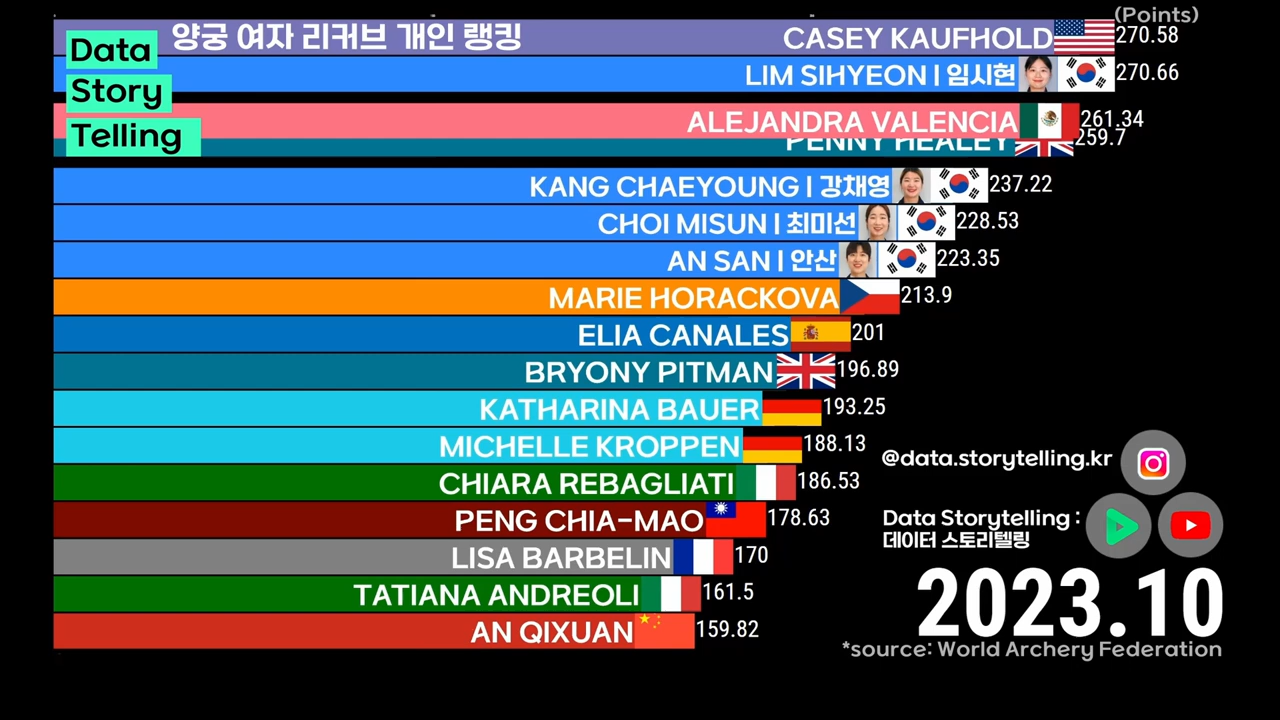 (Points)
Data
Story
Telling
양궁 여자 리커브 개인 랭킹
CASEY KAUFHOLD 270.58
LIM SIHYEON | 임시현 270.66
ALEJANDRA VALENCIA 261.34
PENNY HEALEY 259.7
KANG CHAEYOUNG | 강채영 237.22
CHOI MISUN | 최미선 228.53
AN SAN | 안산 223.35
MARIE HORACKOVA 213.9
ELIA CANALES 201
BRYONY PITMAN 196.89
KATHARINA BAUER 193.25
MICHELLE KROPPEN 188.13
CHIARA REBAGLIATI 186.53
PENG CHIA-MAO 178.63
LISA BARBELIN 170
TATIANA ANDREOLI 161.5
AN QIXUAN 159.82
@data.storytelling.kr
Data Storytelling :
데이터 스토리텔링
2023.10
*source: World Archery Federation